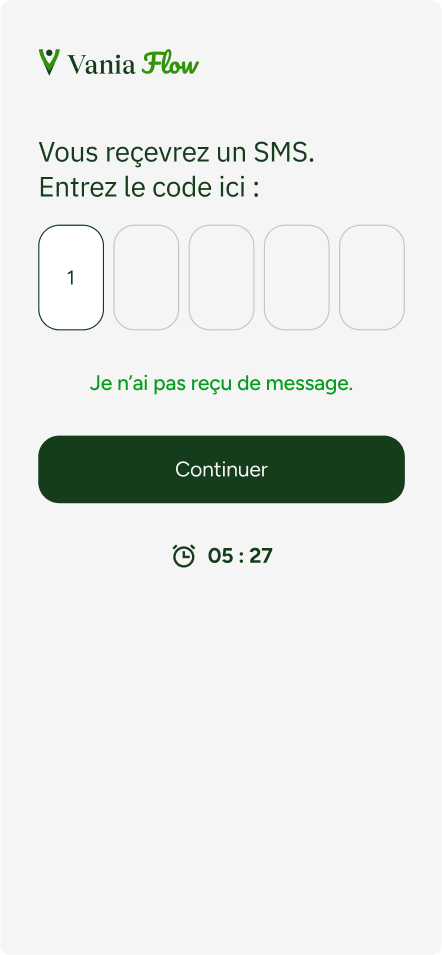 Vania Flow
Vous reçevrez un SMS.
Entrez le code ici :
1
Je n’ai pas reçu de message.
Continuer
05 : 27